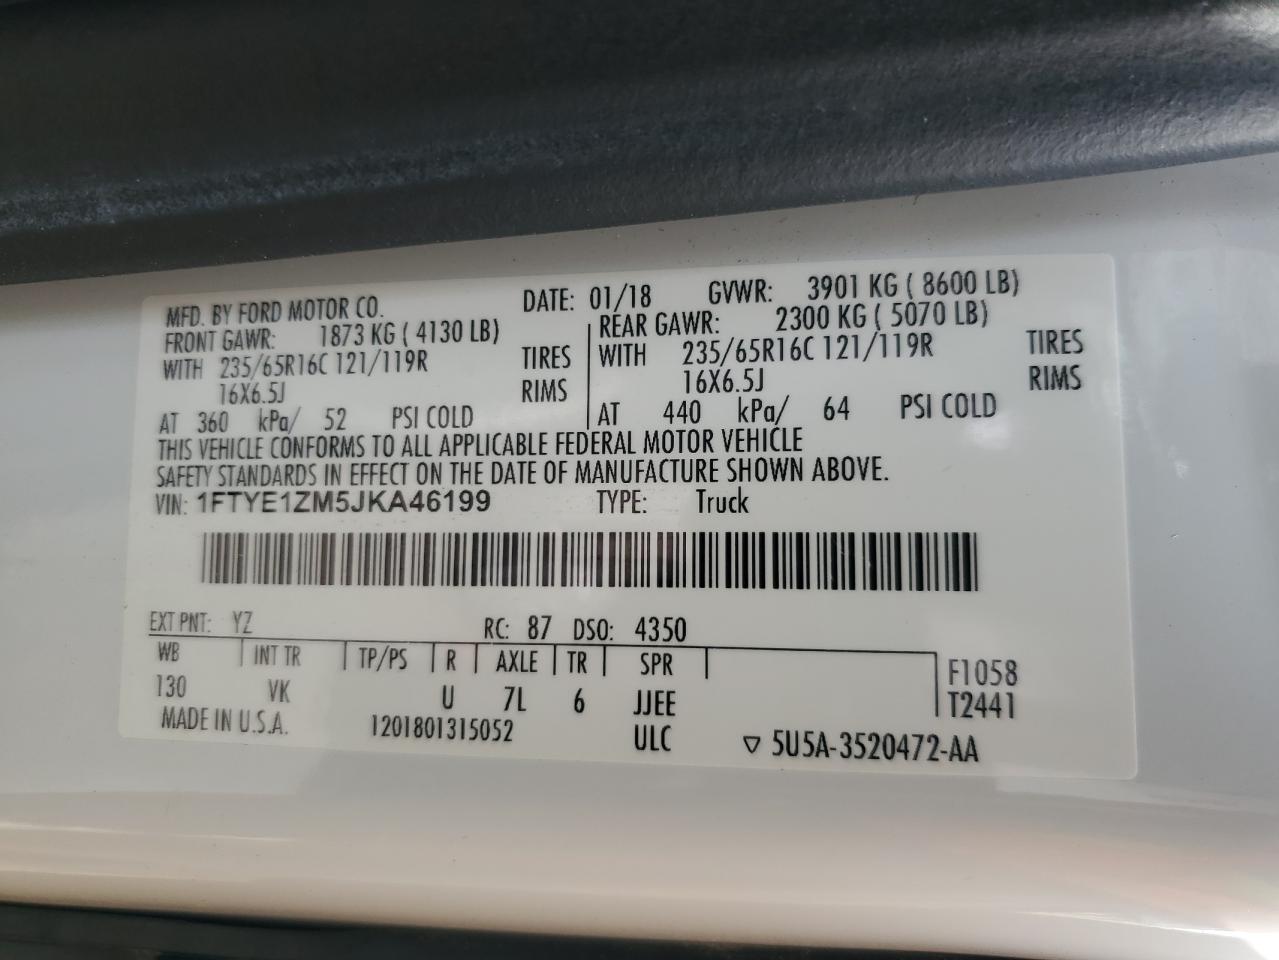 MFD. BY FORD MOTOR CO. DATE: 01/18 GVWR: 3901 KG ( 8600 LB)
FRONT GAWR: 1873 KG ( 4130 LB) REAR GAWR: 2300 KG ( 5070 LB)
WITH 235/65R16C 121/119R TIRES WITH 235/65R16C 121/119R TIRES
16X6.5J RIMS 16X6.5J RIMS
AT 360 kPa/ 52 PSI COLD AT 440 kPa/ 64 PSI COLD
THIS VEHICLE CONFORMS TO ALL APPLICABLE FEDERAL MOTOR VEHICLE
SAFETY STANDARDS IN EFFECT ON THE DATE OF MANUFACTURE SHOWN ABOVE.
VIN: 1FTYE1ZM5JKA46199 TYPE: Truck
EXT PNT: YZ RC: 87 DSO: 4350
WB INT TR TP/PS R AXLE TR SPR F1058
130 VK U 7L 6 JJEE T2441
MADE IN U.S.A. 1201801315052 ULC ▽ 5U5A-3520472-AA